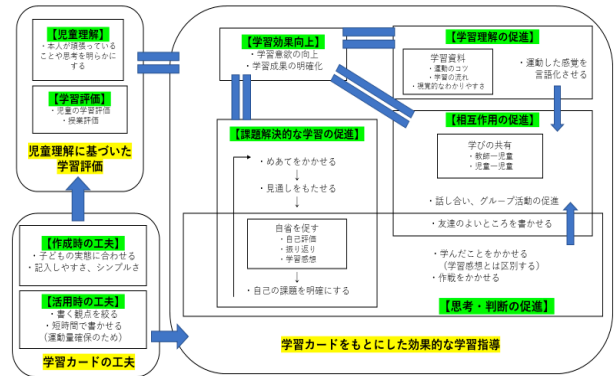 【児童理解】
・本人が頑張っている
ことや思考を明らかに
する
【学習評価】
・児童の学習評価
・授業評価
児童理解に基づいた
学習評価
【作成時の工夫】
・子どもの実態に合わせる
・記入しやすさ、シンプルさ
【活用時の工夫】
・書く観点を絞る
・短時間で書かせる
（運動量確保のため）
学習カードの工夫
【学習効果向上】
・学習意欲の向上
・学習成果の明確化
【課題解決的な学習の促進】
・めあてをかかせる
↓
・見通しをもたせる
↓
自省を促す
・自己評価
・振り返り
・学習感想
↓
・自己の課題を明確にする
【学習理解の促進】
学習資料
・運動のコツ
・学習の流れ
・視覚的なわかりやすさ
・運動した感覚を
言語化させる
【相互作用の促進】
学びの共有
・教師ー児童
・児童ー児童
・話し合い、グループ活動の促進
・友達のよいところを書かせる
・学んだことをかかせる
（学習感想とは区別する）
・作戦をかかせる
【思考・判断の促進】
学習カードをもとにした効果的な学習指導